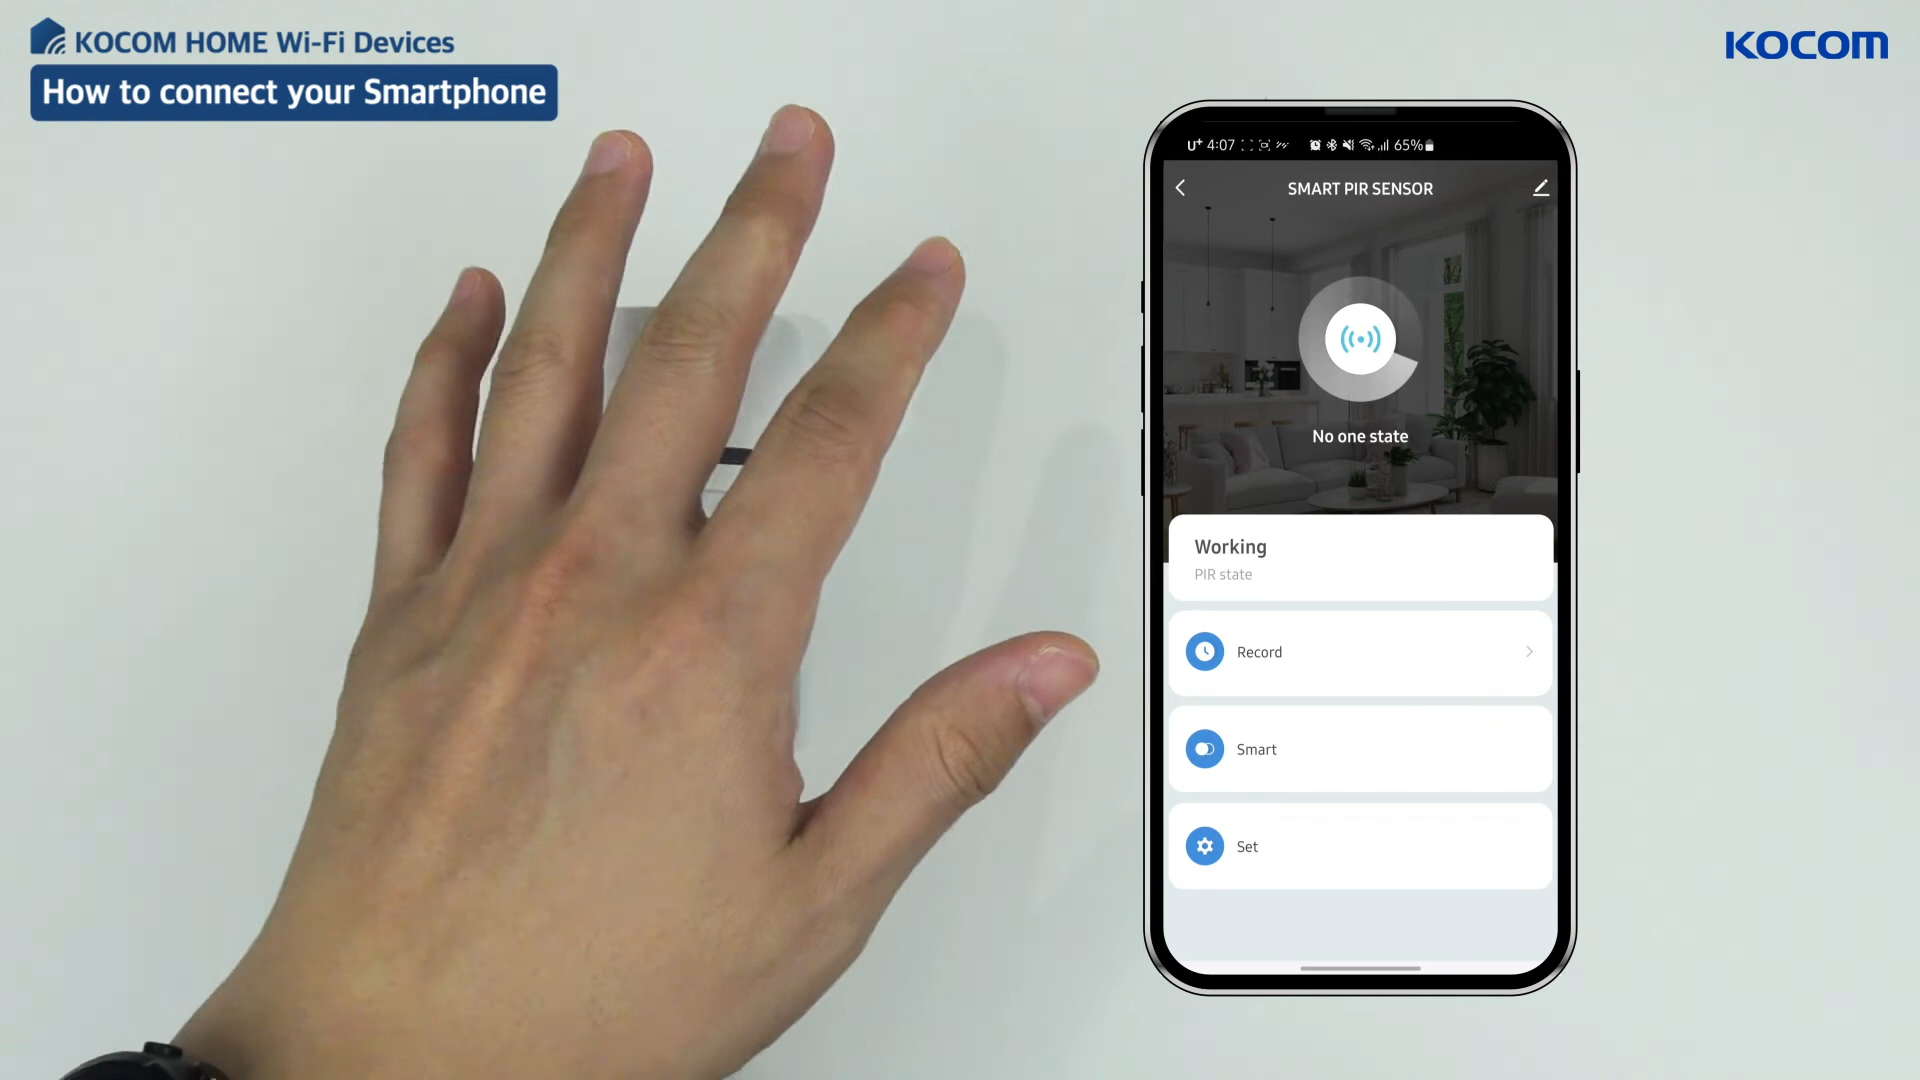 KOCOM HOME Wi-Fi Devices
How to connect your Smartphone
KOCOM
U+ 4:07 65%
SMART PIR SENSOR
No one state
Working
PIR state
Record
Smart
Set